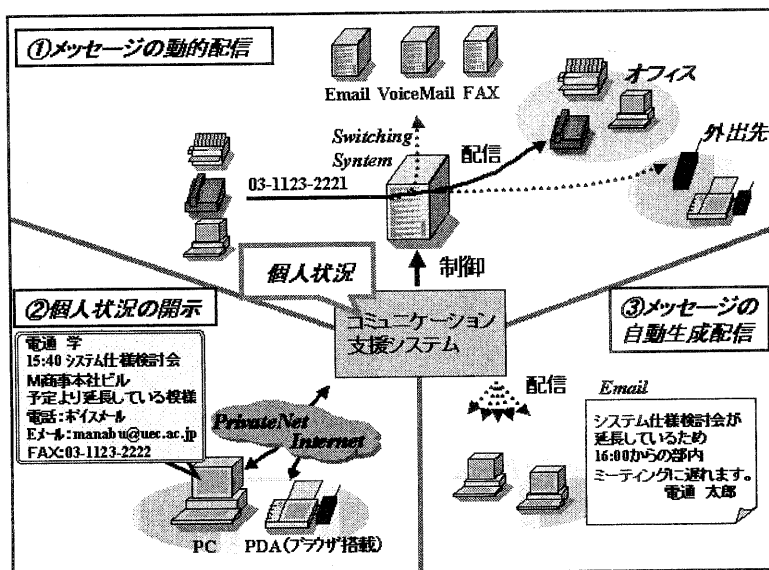 ①メッセージの動的配信
Email VoiceMail FAX
オフィス
Switching
System
配信
外出先
03-1123-2221
個人状況
制御
②個人状況の開示
③メッセージの
自動生成配信
コミュニケーション
支援システム
電通 学
15:40 システム仕様検討会
M商事本社ビル
予定より延長している模様
電話:ボイスメール
Eメール:manabu@uec.ac.jp
FAX:03-1123-2222
PrivateNet
Internet
PC
PDA(ブラウザ搭載)
配信
Email
システム仕様検討会が
延長しているため
16:00からの部内
ミーティングに遅れます。
電通 太郎